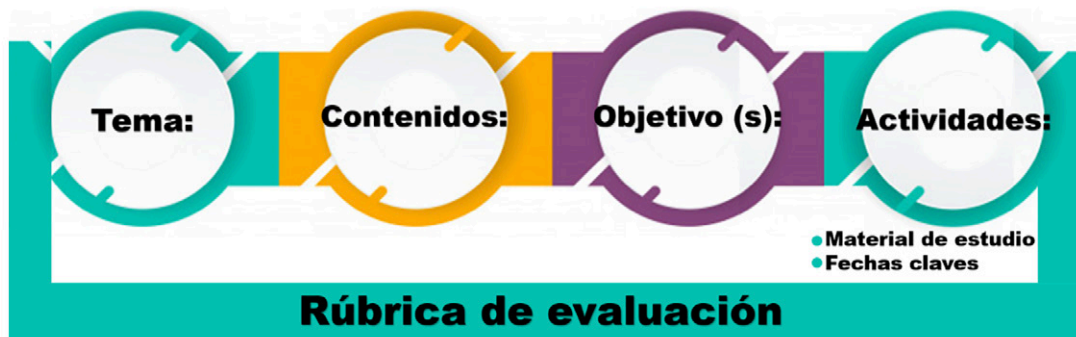 Tema:
Contenidos:
Objetivo (s):
Actividades:
Material de estudio
Fechas claves
Rúbrica de evaluación